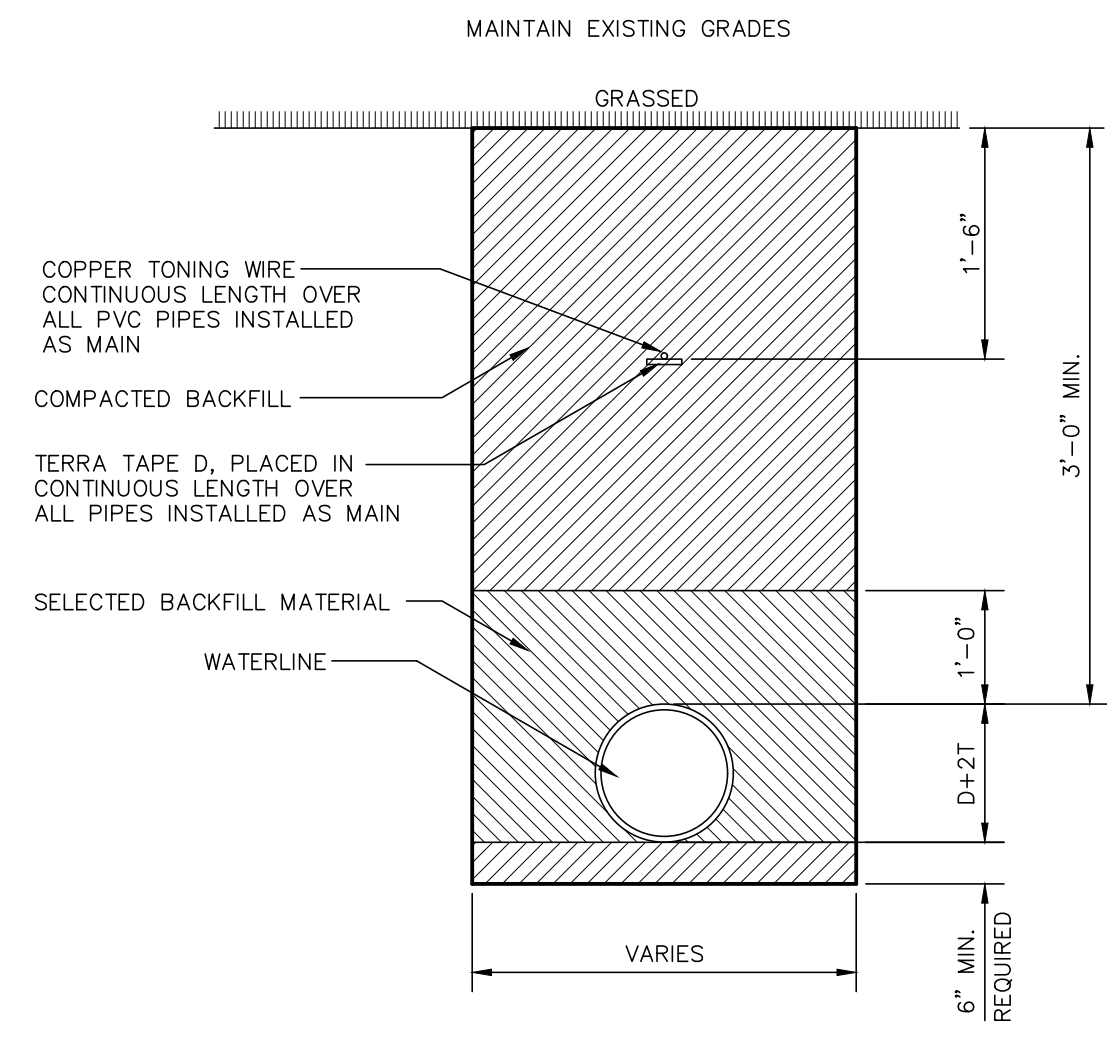 MAINTAIN EXISTING GRADES
GRASSED
COPPER TONING WIRE
CONTINUOUS LENGTH OVER
ALL PVC PIPES INSTALLED
AS MAIN
COMPACTED BACKFILL
TERRA TAPE D, PLACED IN
CONTINUOUS LENGTH OVER
ALL PIPES INSTALLED AS MAIN
SELECTED BACKFILL MATERIAL
WATERLINE
1'-6"
3'-0" MIN.
1'-0"
D+2T
6" MIN.
REQUIRED
VARIES